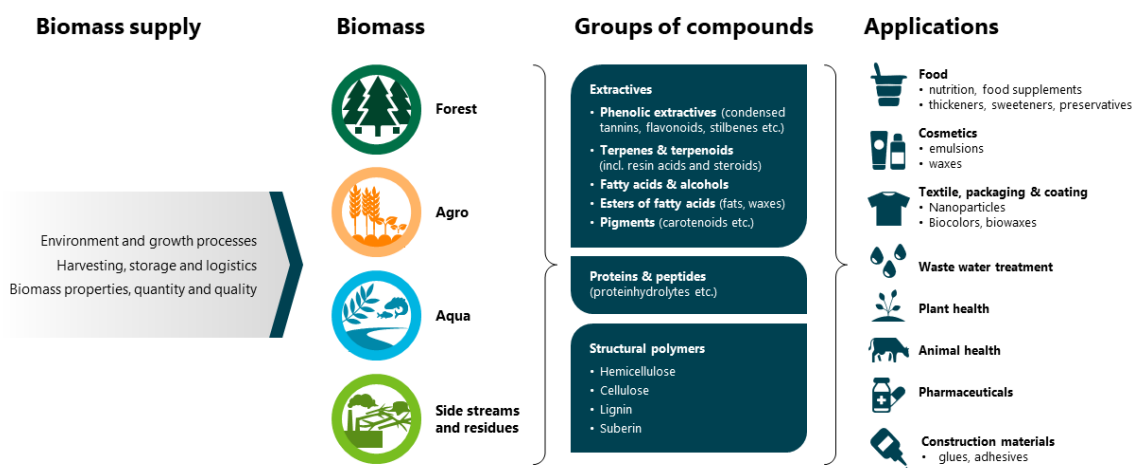 Biomass supply
Environment and growth processes
Harvesting, storage and logistics
Biomass properties, quantity and quality
Biomass
Forest
Agro
Aqua
Side streams
and residues
Groups of compounds
Extractives
• Phenolic extractives (condensed
tannins, flavonoids, stilbenes etc.)
• Terpenes & terpenoids
(incl. resin acids and steroids)
• Fatty acids & alcohols
• Esters of fatty acids (fats, waxes)
• Pigments (carotenoids etc.)
Proteins & peptides
(proteinhydrolytes etc.)
Structural polymers
• Hemicellulose
• Cellulose
• Lignin
• Suberin
Applications
Food
• nutrition, food supplements
• thickeners, sweeteners, preservatives
Cosmetics
• emulsions
• waxes
Textile, packaging & coating
• Nanoparticles
• Biocolors, biowaxes
Waste water treatment
Plant health
Animal health
Pharmaceuticals
Construction materials
• glues, adhesives